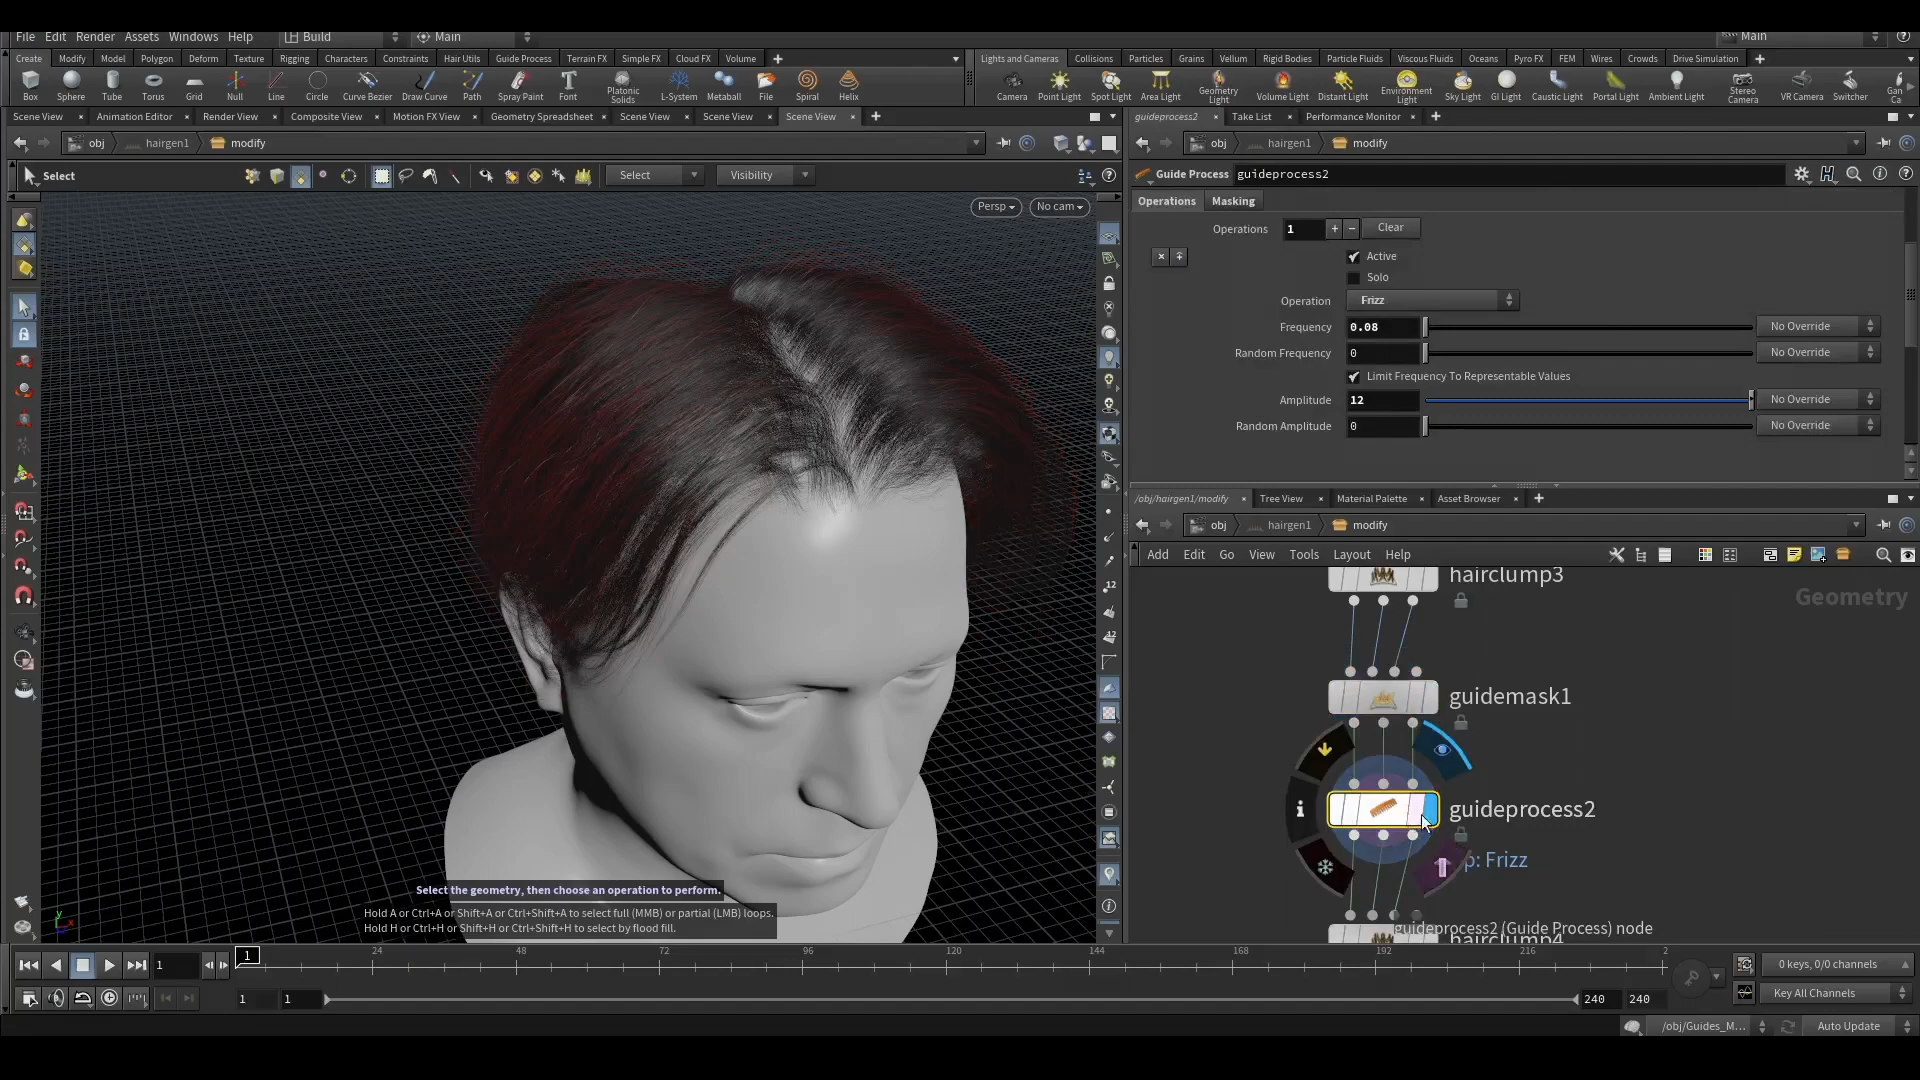 File Edit Render Assets Windows Help Build Main Main
Create Modify Model Polygon Deform Texture Rigging Characters Constraints Hair Utils Guide Process Terrain FX Simple FX Cloud FX Volume
Lights and Cameras Collisions Particles Grains Vellum Rigid Bodies Particle Fluids Viscous Fluids Oceans Pyro FX FEM Wires Crowds Drive Simulation
Box Sphere Tube Torus Grid Null Line Circle Curve Bezier Draw Curve Path Spray Paint Font Platonic Solids L-System Metaball File Spiral Helix
Camera Point Light Spot Light Area Light Geometry Light Volume Light Distant Light Environment Light Sky Light GI Light Caustic Light Portal Light Ambient Light Stereo Camera VR Camera Switcher
Scene View Animation Editor Render View Composite View Motion FX View Geometry Spreadsheet Scene View Scene View Scene View
guideprocess2 Take List Performance Monitor
obj hairgen1 modify
obj hairgen1 modify
Select Select Visibility
Guide Process guideprocess2
Persp No cam
Operations Masking
Operations 1 Clear
Active
Solo
Operation Frizz
Frequency 0.08 No Override
Random Frequency 0 No Override
Limit Frequency To Representable Values
Amplitude 12 No Override
Random Amplitude 0 No Override
/obj/hairgen1/modify Tree View Material Palette Asset Browser
obj hairgen1 modify
Add Edit Go View Tools Layout Help
hairclump3
Geometry
guidemask1
guideprocess2
p: Frizz
guideprocess2 (Guide Process) node
hairclump4
Select the geometry, then choose an operation to perform.
Hold A or Ctrl+A or Shift+A or Ctrl+Shift+A to select full (MMB) or partial (LMB) loops.
Hold H or Ctrl+H or Shift+H or Ctrl+Shift+H to select by flood fill.
1 1 24 48 72 96 120 144 168 192 216 2
0 keys, 0/0 channels
1 1 240 240
Key All Channels
/obj/Guides_M... Auto Update